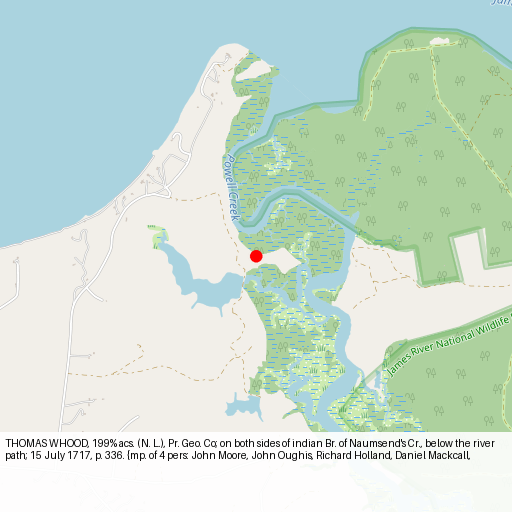 Jam
Powell Creek
James River National Wildlife R
THOMAS WHOOD, 199% acs. (N. L.), Pr. Geo. Co; on both sides of indian Br. of Naumsend's Cr., below the river
path; 15 July 1717, p. 336. {mp. of 4 pers: John Moore, John Oughis, Richard Holland, Daniel Mackcall,